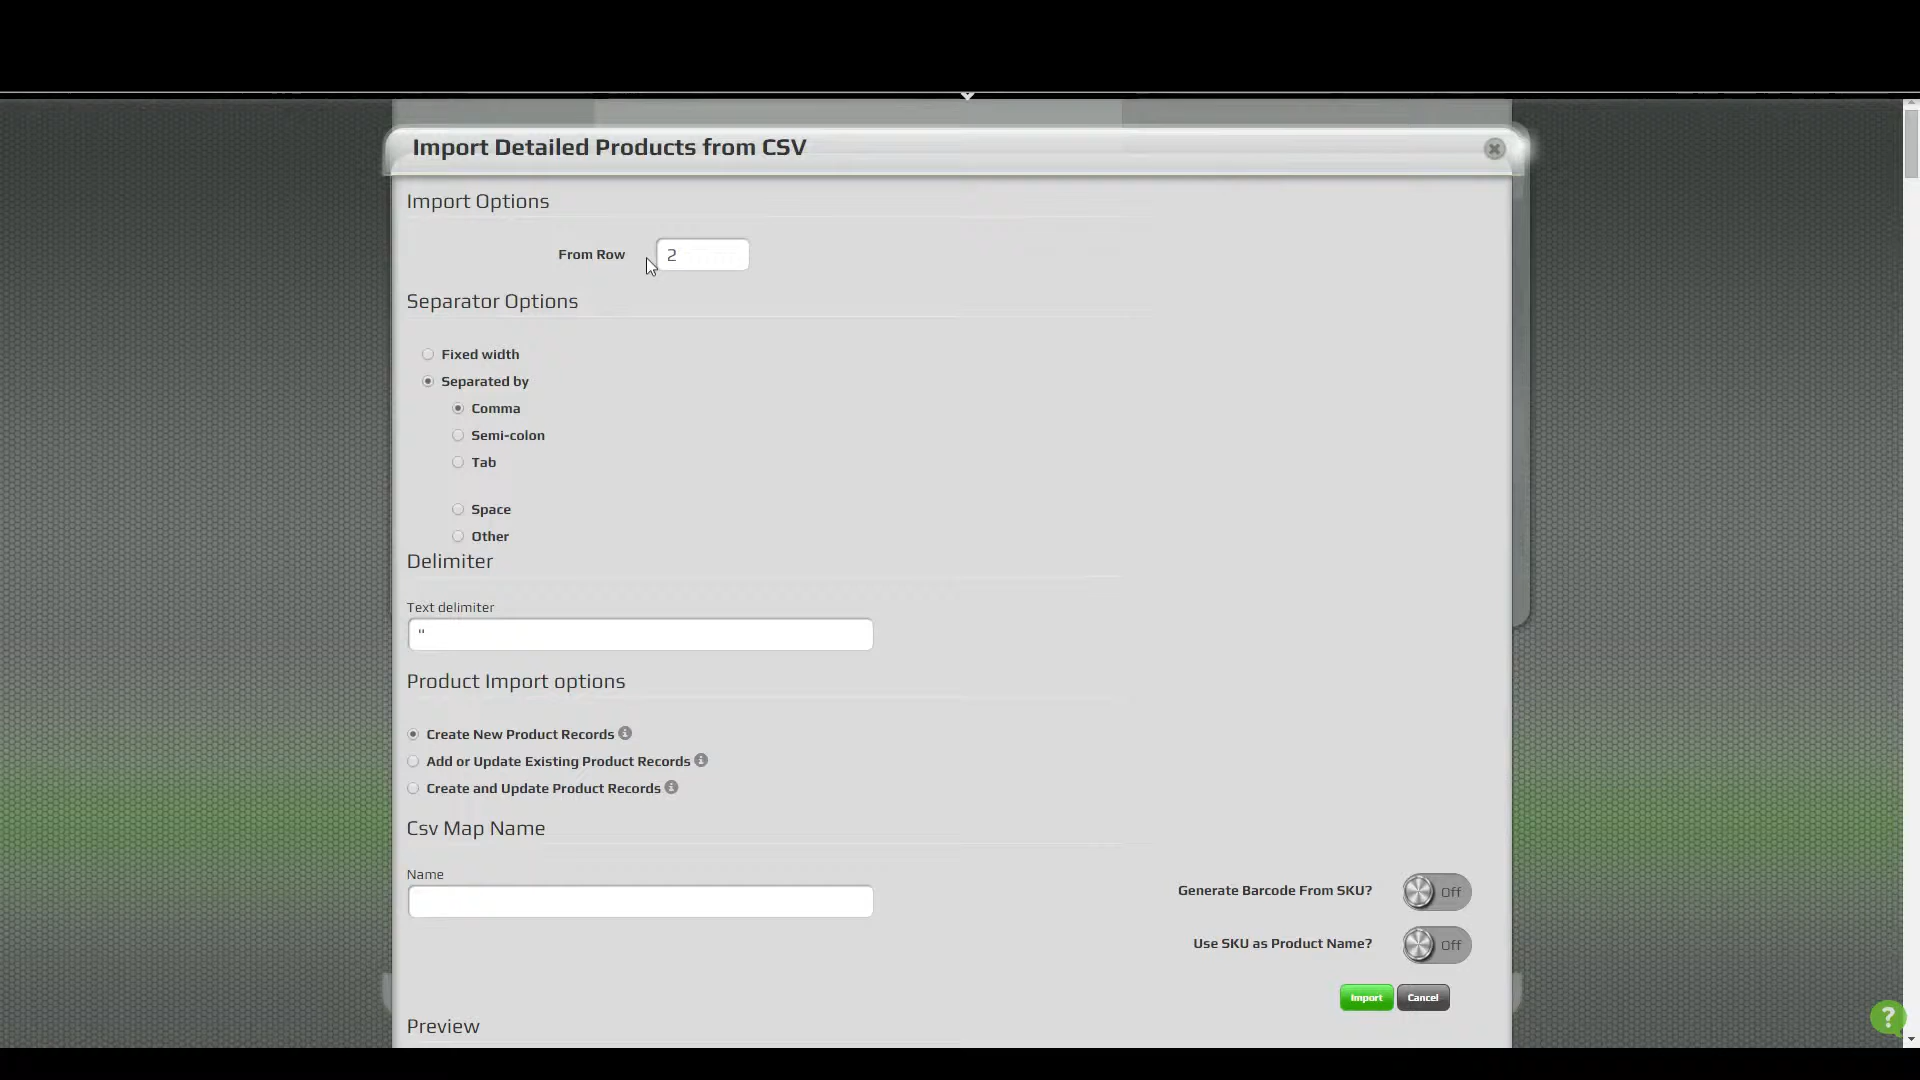 Import Detailed Products from CSV
Import Options
From Row 2
Separator Options
Fixed width
Separated by
Comma
Semi-colon
Tab
Space
Other
Delimiter
Text delimiter
"
Product Import options
Create New Product Records
Add or Update Existing Product Records
Create and Update Product Records
Csv Map Name
Name
Generate Barcode From SKU? Off
Use SKU as Product Name? Off
Import Cancel
Preview
?